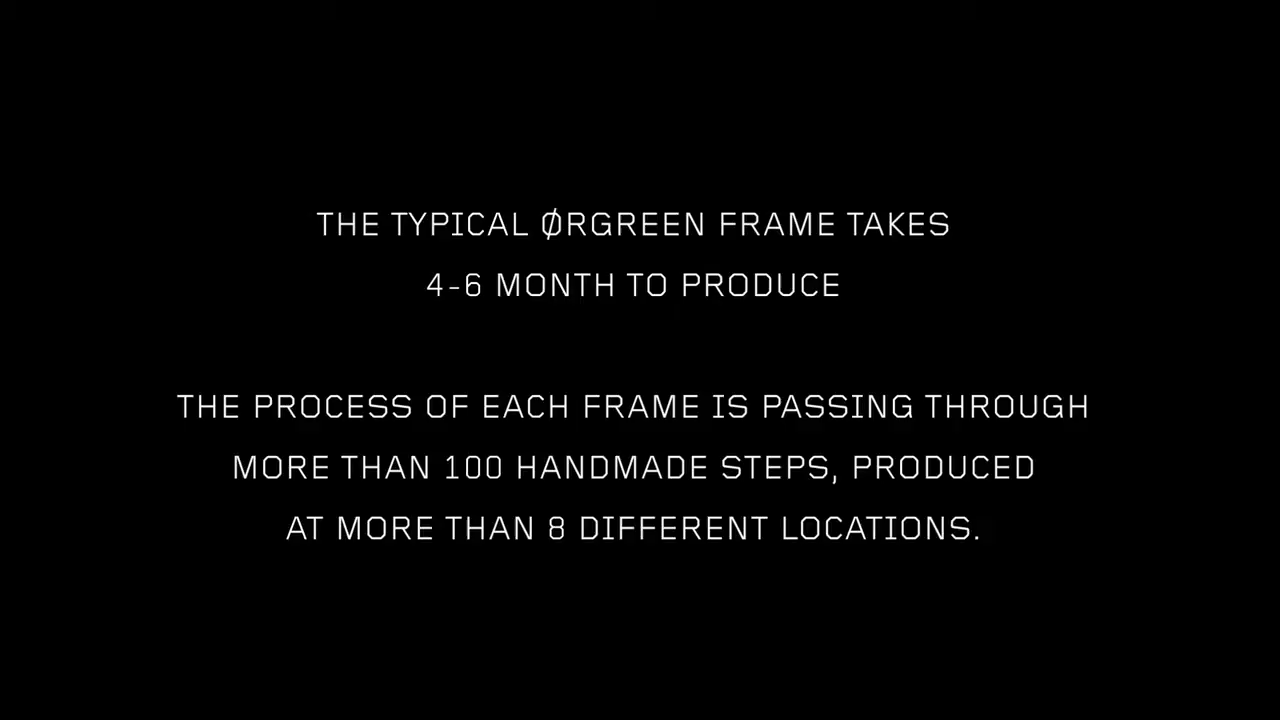 THE TYPICAL ØRGREEN FRAME TAKES
4-6 MONTH TO PRODUCE
THE PROCESS OF EACH FRAME IS PASSING THROUGH
MORE THAN 100 HANDMADE STEPS, PRODUCED
AT MORE THAN 8 DIFFERENT LOCATIONS.